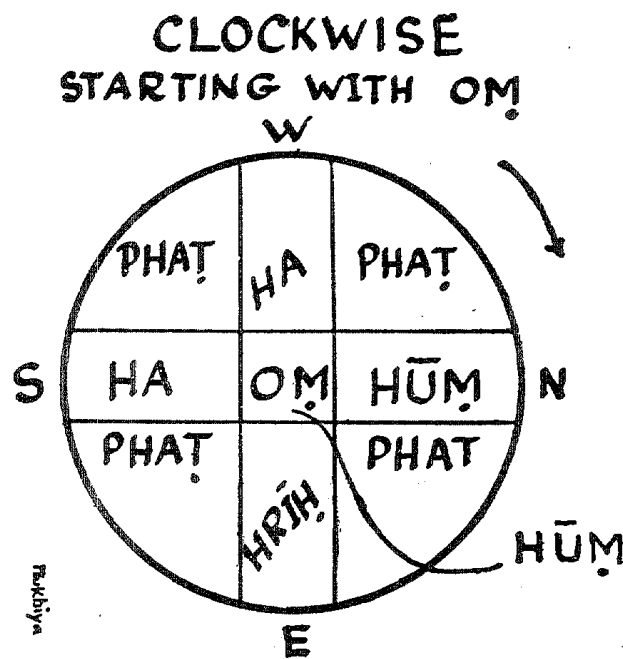 CLOCKWISE
STARTING WITH OṂ
W
PHAṬ HA PHAṬ
S HA OṂ HŪṂ N
PHAṬ PHAT
HRĪḤ
HŪṂ
E